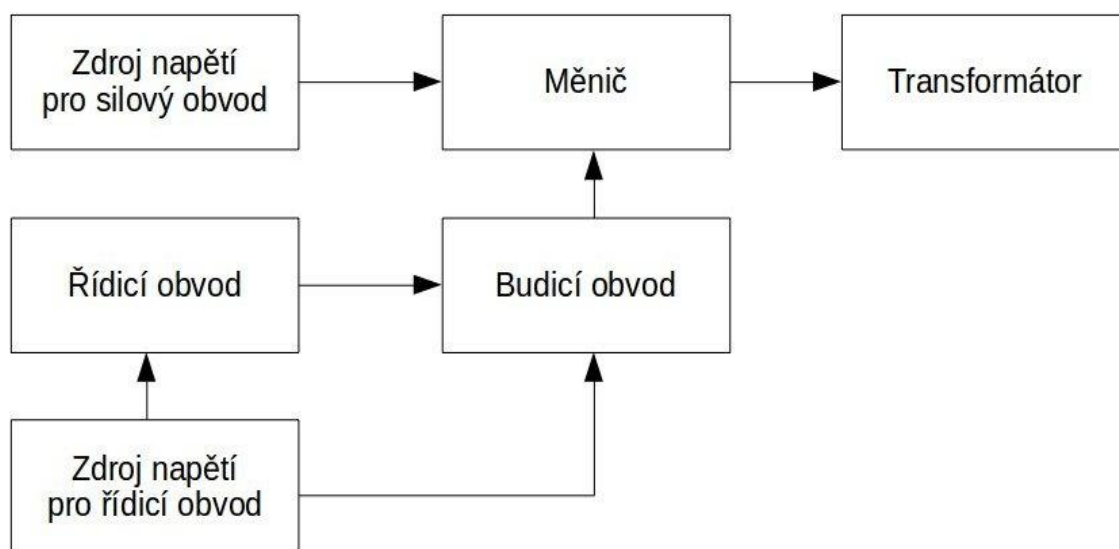 Zdroj napětí
pro silový obvod
Měnič
Transformátor
Řídicí obvod
Budicí obvod
Zdroj napětí
pro řídicí obvod